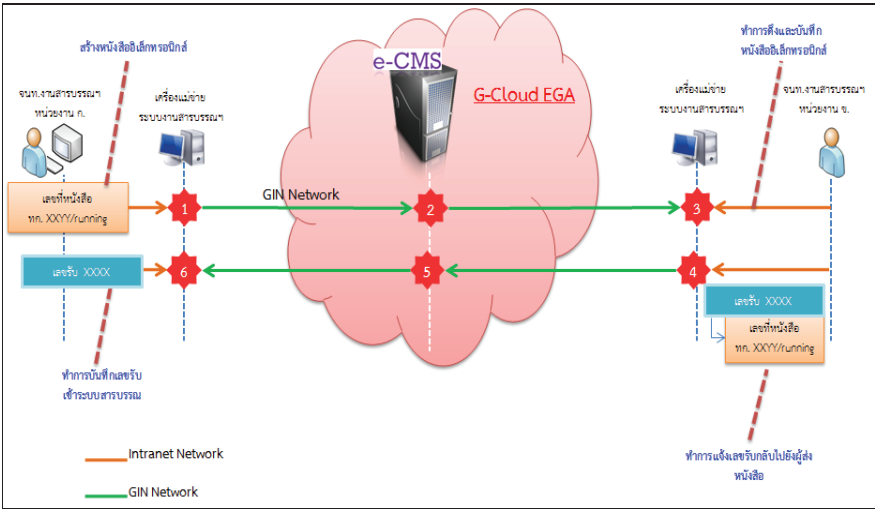 สร้างหนังสืออิเล็กทรอนิกส์
e-CMS
G-Cloud EGA
ทำการดึงและบันทึก
หนังสืออิเล็กทรอนิกส์
จนท.งานสารบรรณฯ
หน่วยงาน ก.
เครื่องแม่ข่าย
ระบบงานสารบรรณฯ
เครื่องแม่ข่าย
ระบบงานสารบรรณฯ
จนท.งานสารบรรณฯ
หน่วยงาน ข.
เลขที่หนังสือ
ทก. XXYY/running
1
GIN Network
2
3
เลขรับ XXXX
6
5
4
เลขรับ XXXX
เลขที่หนังสือ
ทก. XXYY/running
ทำการบันทึกเลขรับ
เข้าระบบสารบรรณ
ทำการแจ้งเลขรับกลับไปยังผู้ส่ง
หนังสือ
Intranet Network
GIN Network